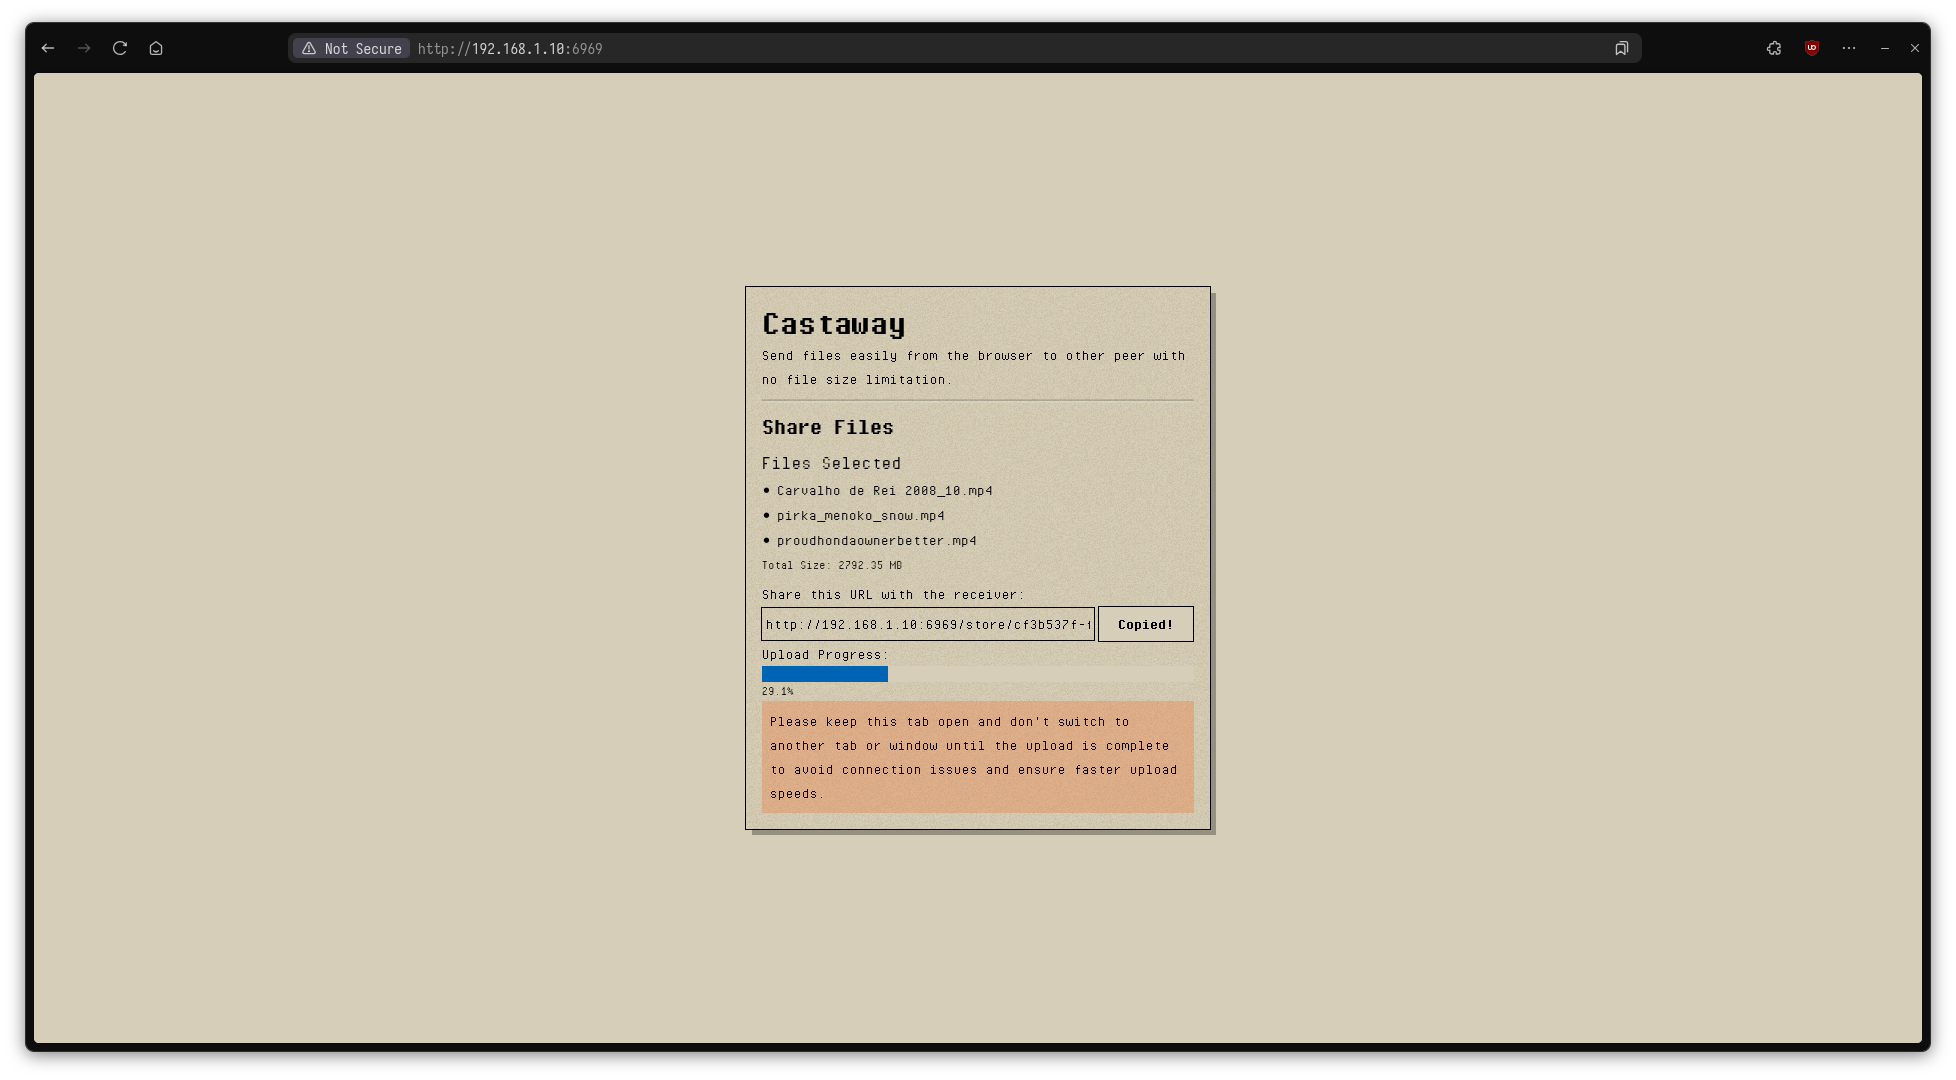 Not Secure http://192.168.1.10:6969
Castaway
Send files easily from the browser to other peer with
no file size limitation.
Share Files
Files Selected
• Carvalho de Rei 2008_10.mp4
• pirka_menoko_snow.mp4
• proudhondaownerbetter.mp4
Total Size: 2792.35 MB
Share this URL with the receiver:
http://192.168.1.10:6969/store/cf3b537f- Copied!
Upload Progress:
29.1%
Please keep this tab open and don't switch to
another tab or window until the upload is complete
to avoid connection issues and ensure faster upload
speeds.